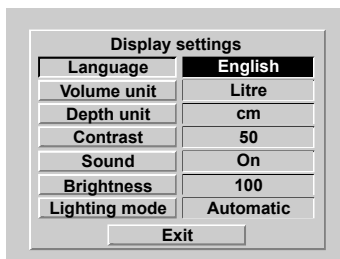 Display settings
Language English
Volume unit Litre
Depth unit cm
Contrast 50
Sound On
Brightness 100
Lighting mode Automatic
Exit